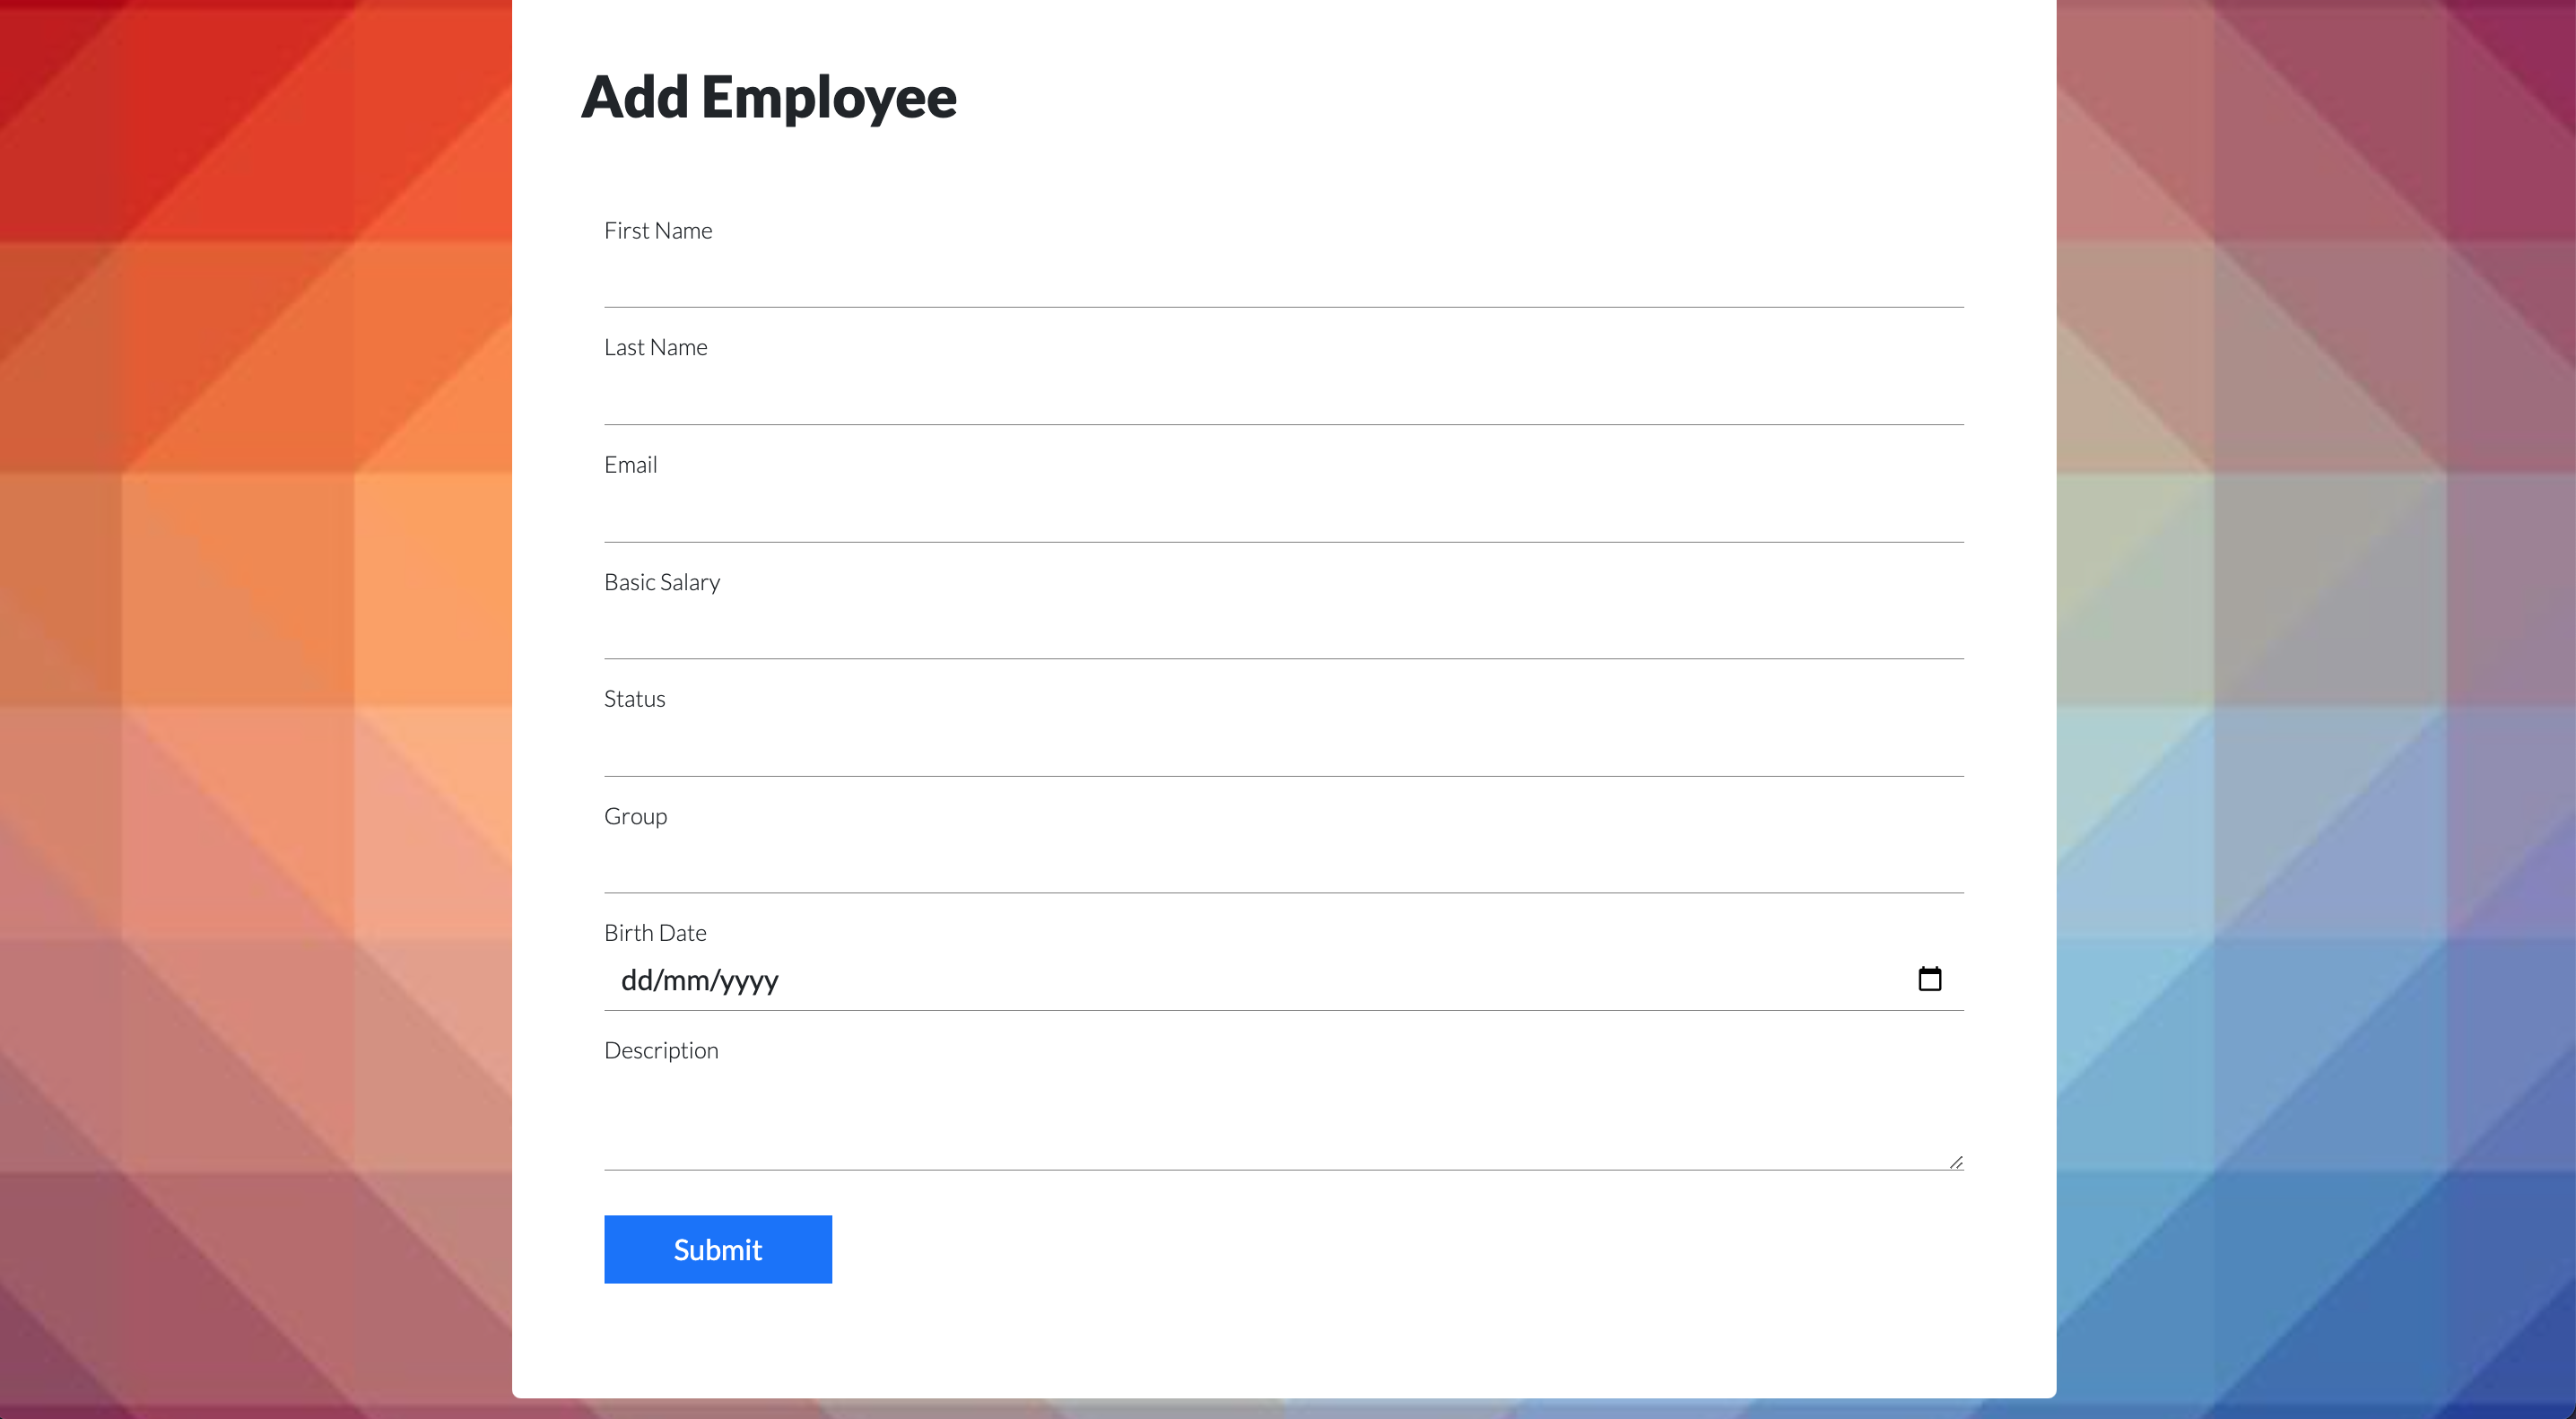 Add Employee
First Name
Last Name
Email
Basic Salary
Status
Group
Birth Date
dd/mm/yyyy
Description
Submit